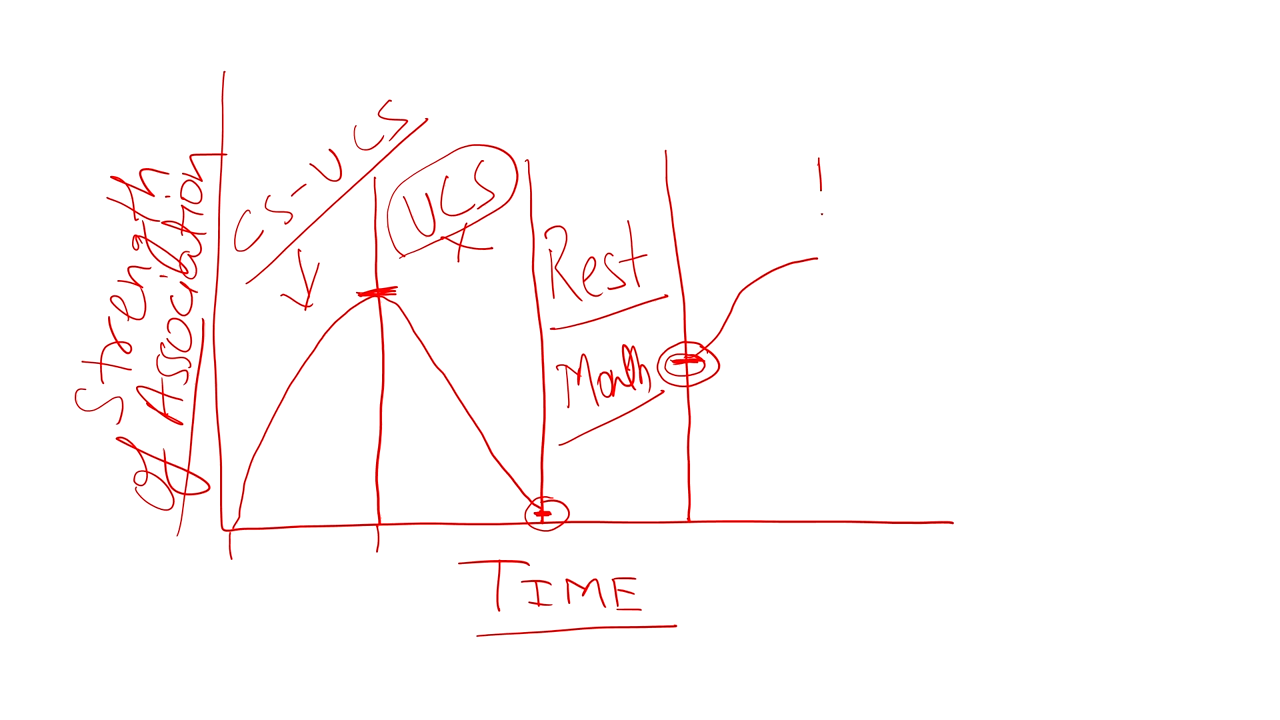 Strength
Of Association
CS-UCS
UCS
Rest
Month
!
TIME